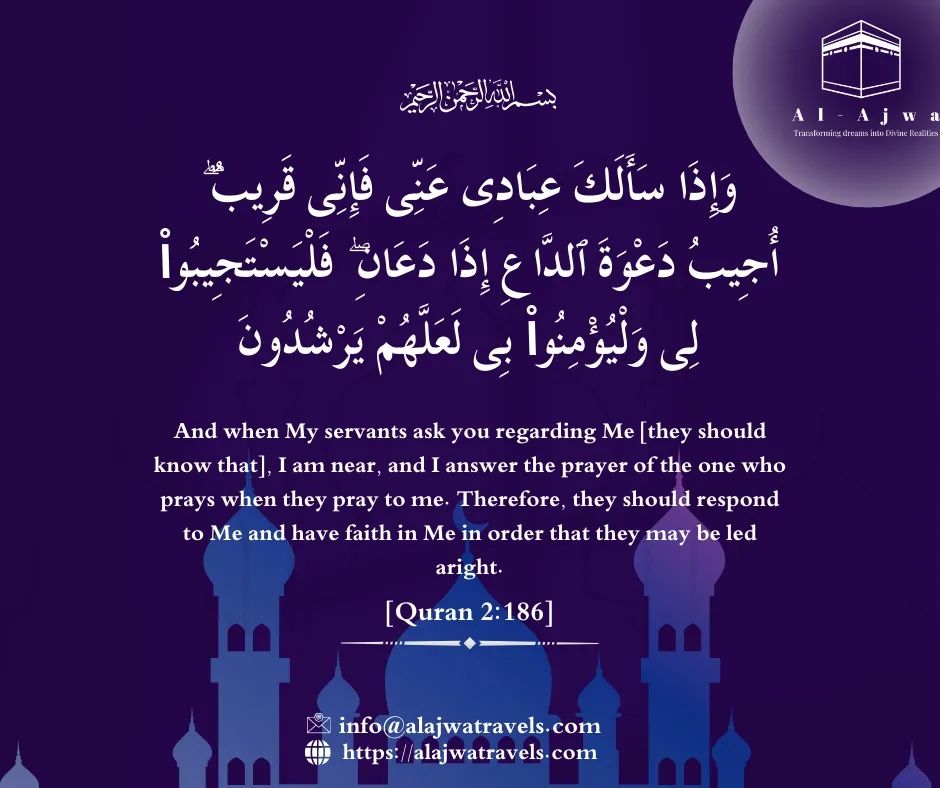 Al-Ajwa
Transforming dreams into Divine Realities
بسم الله الرحمن الرحيم
وَإِذَا سَأَلَكَ عِبَادِى عَنِّى فَإِنِّى قَرِيبٌ ۖ
أُجِيبُ دَعْوَةَ ٱلدَّاعِ إِذَا دَعَانِ ۖ فَلْيَسْتَجِيبُوا۟
لِى وَلْيُؤْمِنُوا۟ بِى لَعَلَّهُمْ يَرْشُدُونَ
And when My servants ask you regarding Me [they should
know that], I am near, and I answer the prayer of the one who
prays when they pray to me. Therefore, they should respond
to Me and have faith in Me in order that they may be led
aright.
[Quran 2:186]
info@alajwatravels.com
https://alajwatravels.com